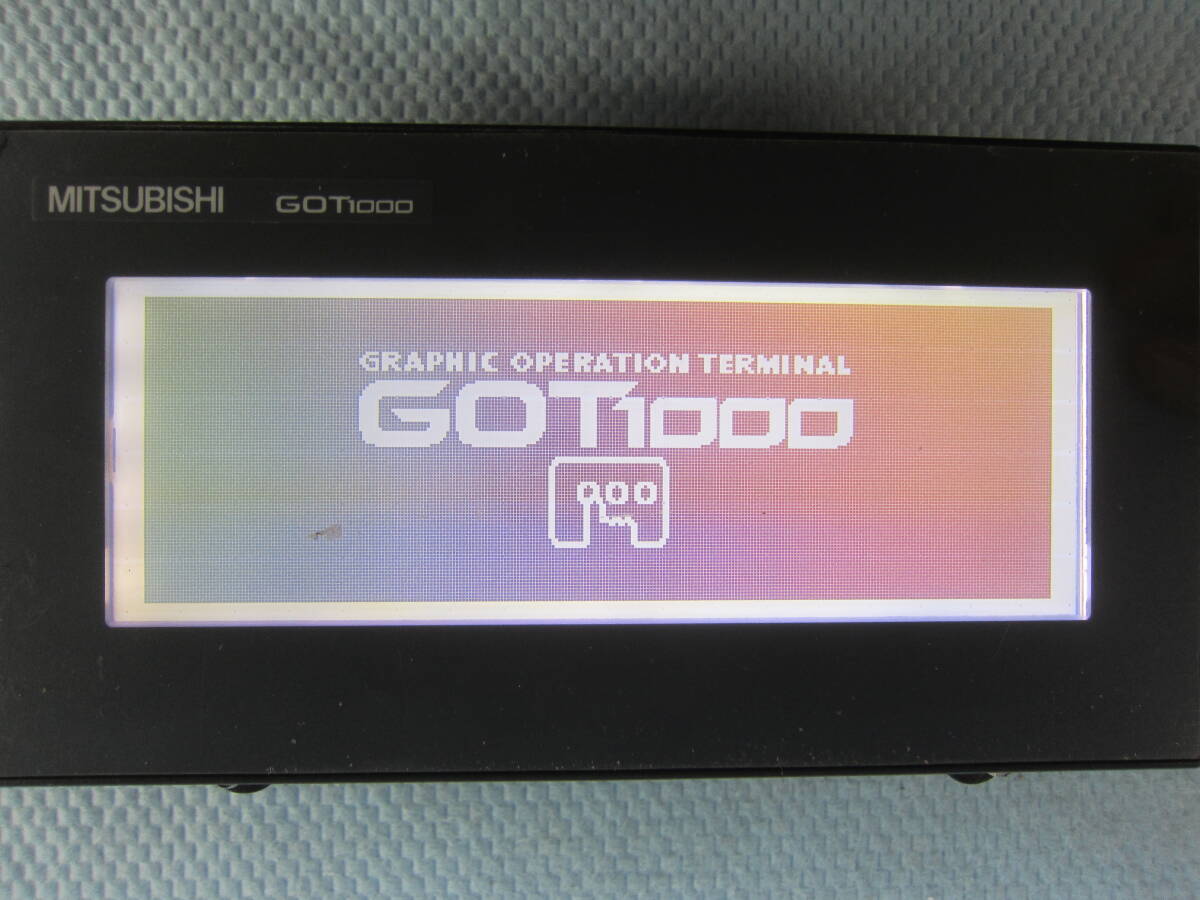 MITSUBISHI GOT1000
GRAPHIC OPERATION TERMINAL
GOT1000